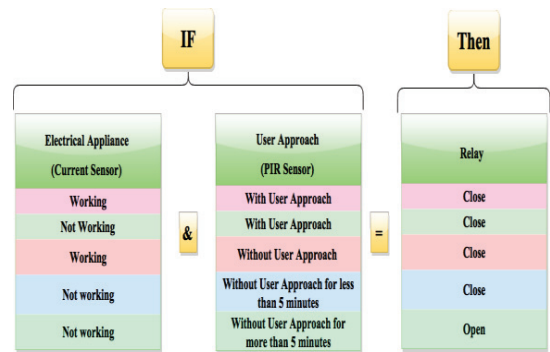 IF
Then
Electrical Appliance
(Current Sensor)
Working
Not Working
Working
Not working
Not working
&
User Approach
(PIR Sensor)
With User Approach
With User Approach
Without User Approach
Without User Approach for less
than 5 minutes
Without User Approach for
more than 5 minutes
=
Relay
Close
Close
Close
Close
Open